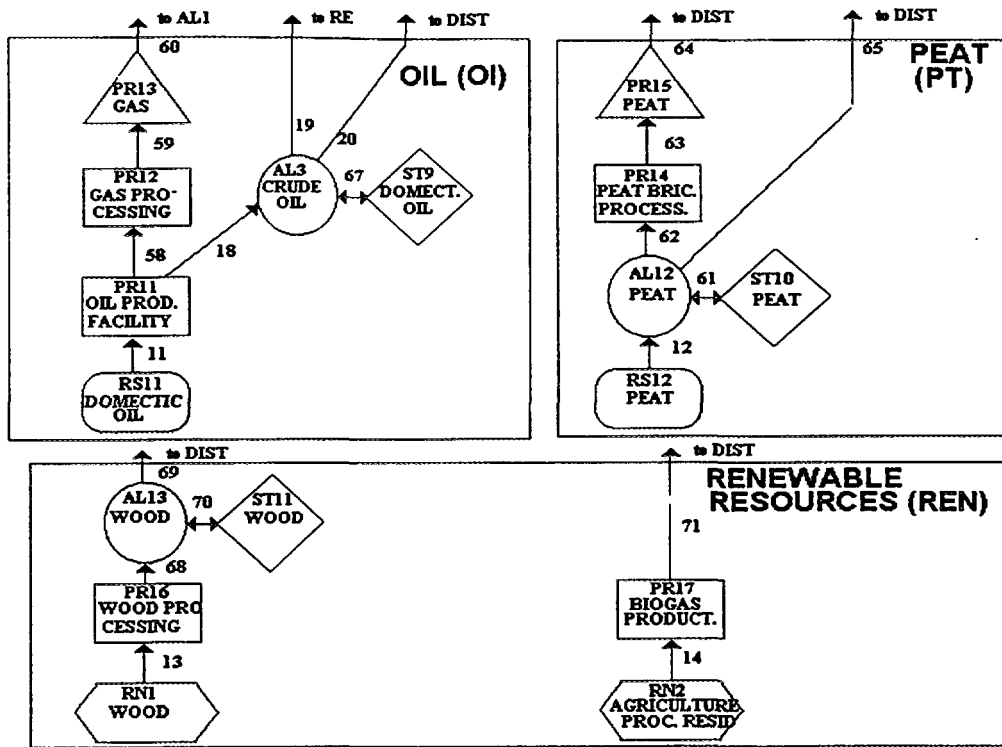 to AL1
to RE
to DIST
60
OIL (OI)
PR13
GAS
19
20
59
PR12
GAS PRO-
CESSING
AL3
CRUDE
OIL
67
ST9
DOMECT.
OIL
58
18
PR11
OIL PROD.
FACILITY
11
RS11
DOMECTIC
OIL
to DIST
to DIST
64
65
PEAT
(PT)
PR15
PEAT
63
PR14
PEAT BRIC.
PROCESS.
62
AL12
PEAT
61
ST10
PEAT
12
RS12
PEAT
to DIST
69
AL13
WOOD
70
ST11
WOOD
68
PR16
WOOD PRO
CESSING
13
RN1
WOOD
to DIST
RENEWABLE
RESOURCES (REN)
71
PR17
BIOGAS
PRODUCT.
14
RN2
AGRICULTURE
PROC. RESID